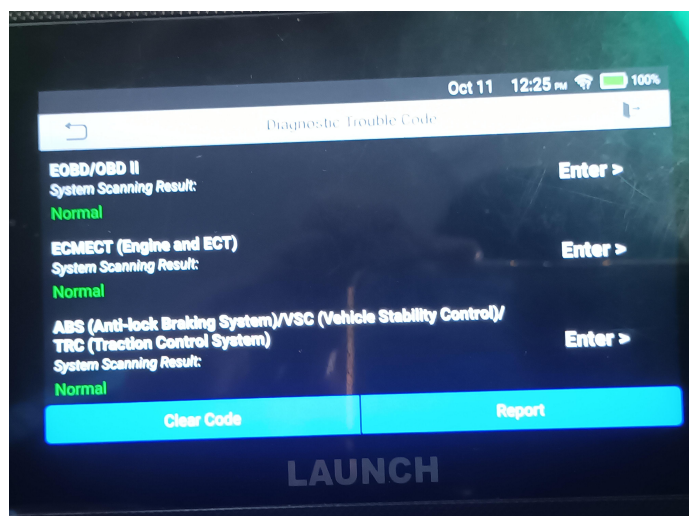 Oct 11 12:25 PM 100%
Diagnostic Trouble Code
EOBD/OBD II
System Scanning Result:
Normal
Enter >
ECMECT (Engine and ECT)
System Scanning Result:
Normal
Enter >
ABS (Anti-lock Braking System)/VSC (Vehicle Stability Control)/
TRC (Traction Control System)
System Scanning Result:
Normal
Enter >
Clear Code
Report
LAUNCH